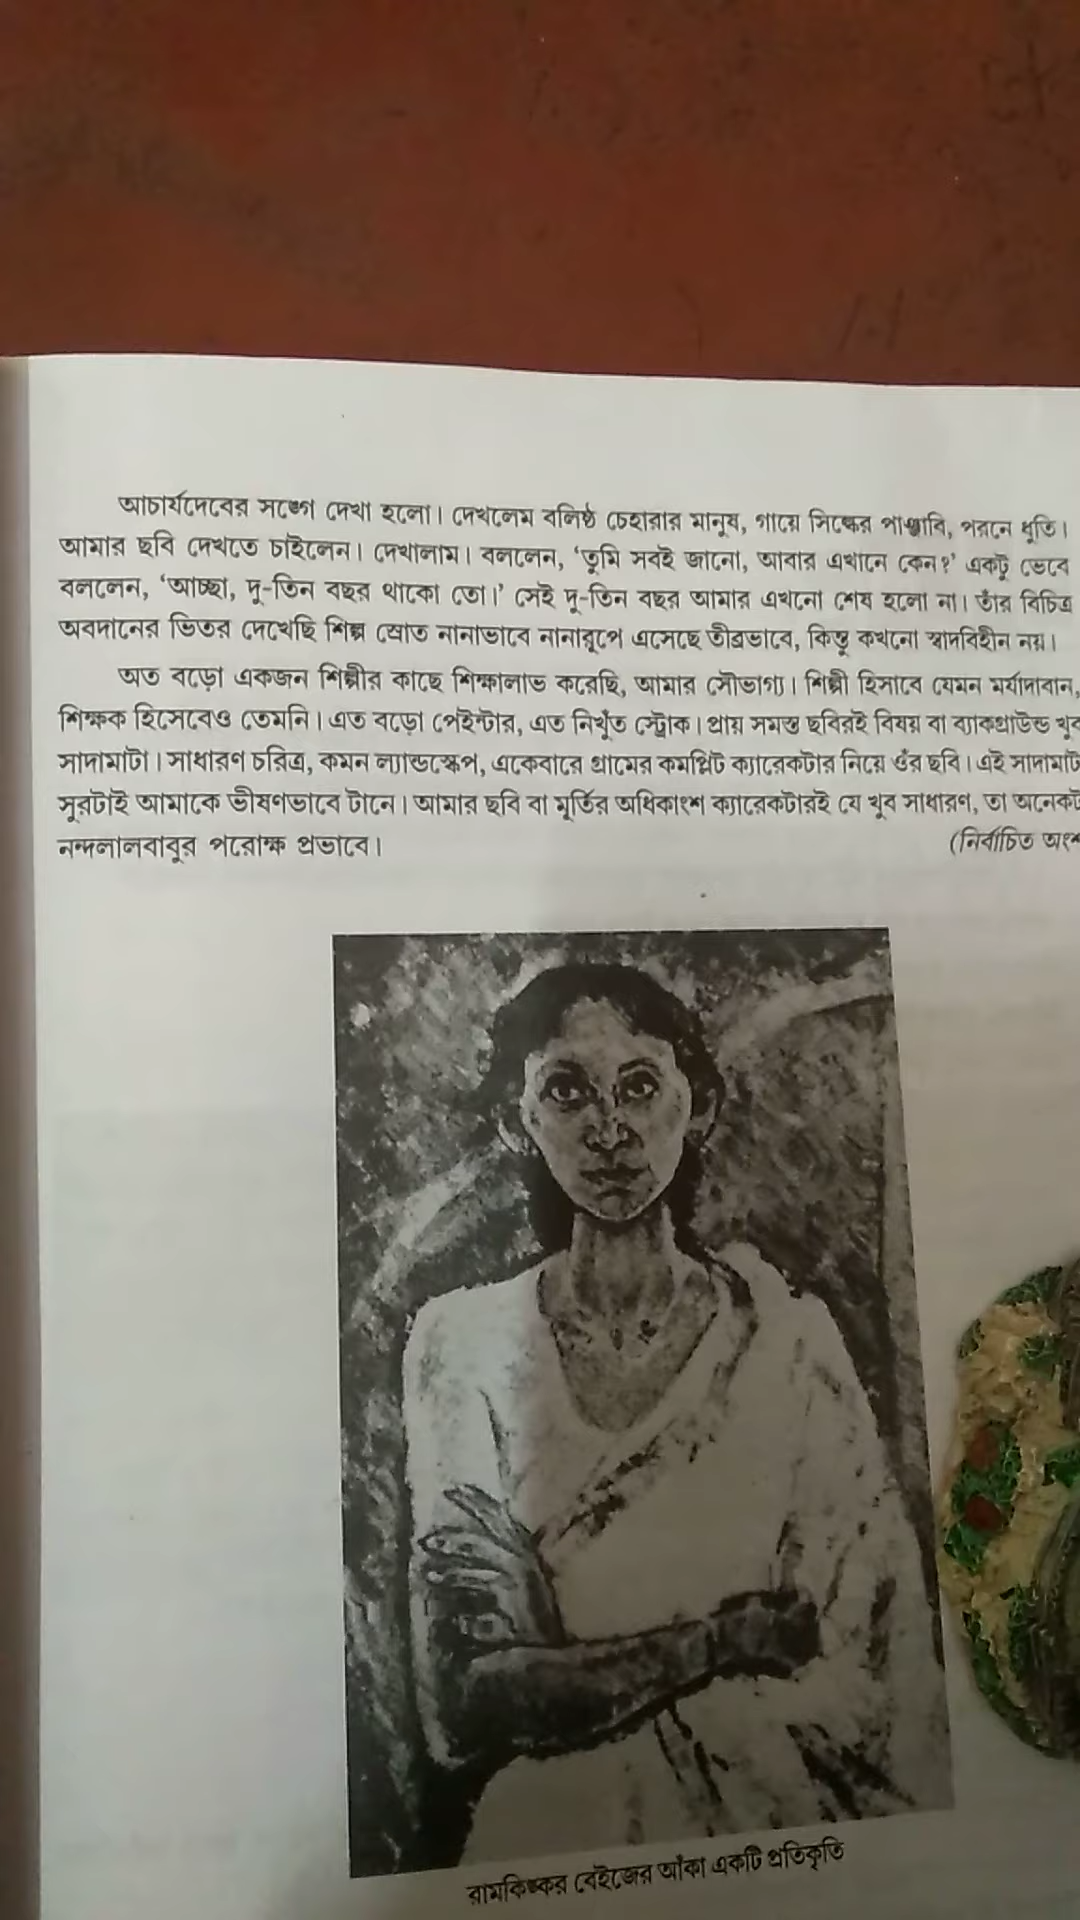 আচার্যদেবের সঙ্গে দেখা হলো। দেখলেম বলিষ্ঠ চেহারার মানুষ, গায়ে সিল্কের পাঞ্জাবি, পরনে ধুতি।
আমার ছবি দেখতে চাইলেন। দেখালাম। বললেন, ‘তুমি সবই জানো, আবার এখানে কেন?’ একটু ভেবে
বললেন, ‘আচ্ছা, দু-তিন বছর থাকো তো।’ সেই দু-তিন বছর আমার এখনো শেষ হলো না। তাঁর বিচিত্র
অবদানের ভিতর দেখেছি শিল্প স্রোত নানাভাবে নানারূপে এসেছে তীব্রভাবে, কিন্তু কখনো স্বাদবিহীন নয়।
অত বড়ো একজন শিল্পীর কাছে শিক্ষালাভ করেছি, আমার সৌভাগ্য। শিল্পী হিসাবে যেমন মর্যাদাবান,
শিক্ষক হিসেবেও তেমনি। এত বড়ো পেইন্টার, এত নিখুঁত স্ট্রোক। প্রায় সমস্ত ছবিরই বিষয় বা ব্যাকগ্রাউন্ড
সাদামাটা। সাধারণ চরিত্র, কমন ল্যান্ডস্কেপ, একেবারে গ্রামের কমপ্লিট ক্যারেকটার নিয়ে ওঁর ছবি। এই
সুরটাই আমাকে ভীষণভাবে টানে। আমার ছবি বা মূর্তির অধিকাংশ ক্যারেকটারই যে খুব সাধারণ, তা
নন্দলালবাবুর পরোক্ষ প্রভাবে।
(নির্বাচিত
রামকিঙ্কর বেইজের আঁকা একটি প্রতিকৃতি